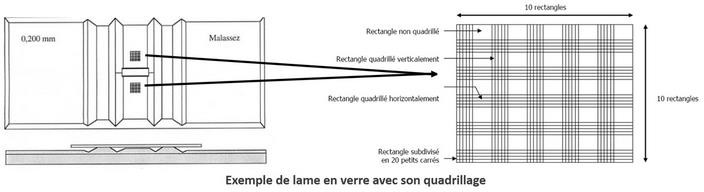 10 rectangles
0,200 mm
Malassez
Rectangle non quadrillé
Rectangle quadrillé verticalement
Rectangle quadrillé horizontalement
10 rectangles
Rectangle subdivisé
en 20 petits carrés
Exemple de lame en verre avec son quadrillage